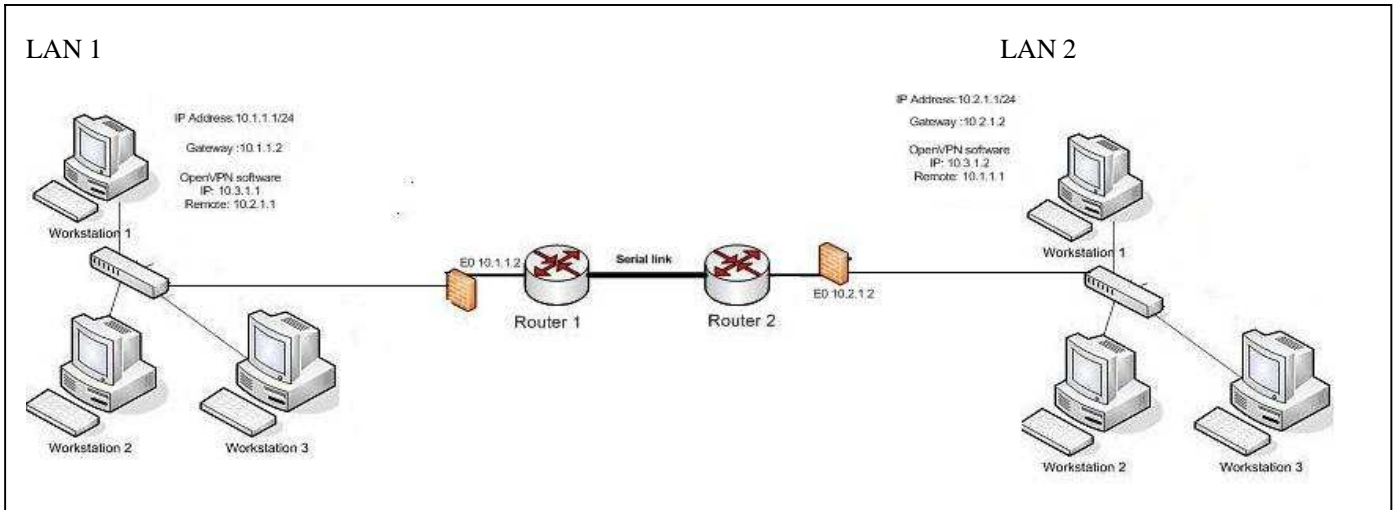 LAN 1
LAN 2
IP Address:10.1.1.1/24
Gateway :10.1.1.2
OpenVPN software
IP: 10.3.1.1
Remote: 10.2.1.1
Workstation 1
Workstation 2
Workstation 3
E0 10.1.1.2
Router 1
Serial link
Router 2
E0 10.2.1.2
IP Address:10.2.1.1/24
Gateway :10.2.1.2
OpenVPN software
IP: 10.3.1.2
Remote: 10.1.1.1
Workstation 1
Workstation 2
Workstation 3